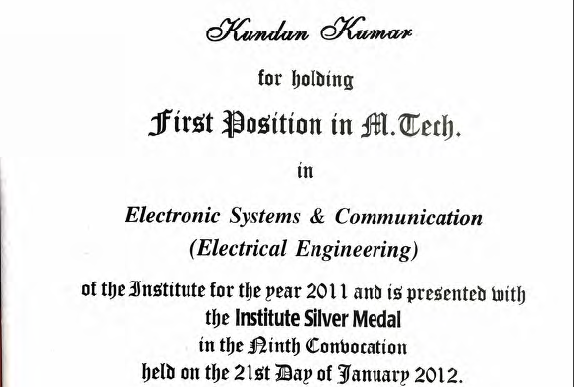 Kundan Kumar
for holding
First Position in M.Tech.
in
Electronic Systems & Communication
(Electrical Engineering)
of the Institute for the year 2011 and is presented with
the Institute Silver Medal
in the Ninth Convocation
held on the 21st Day of January 2012.